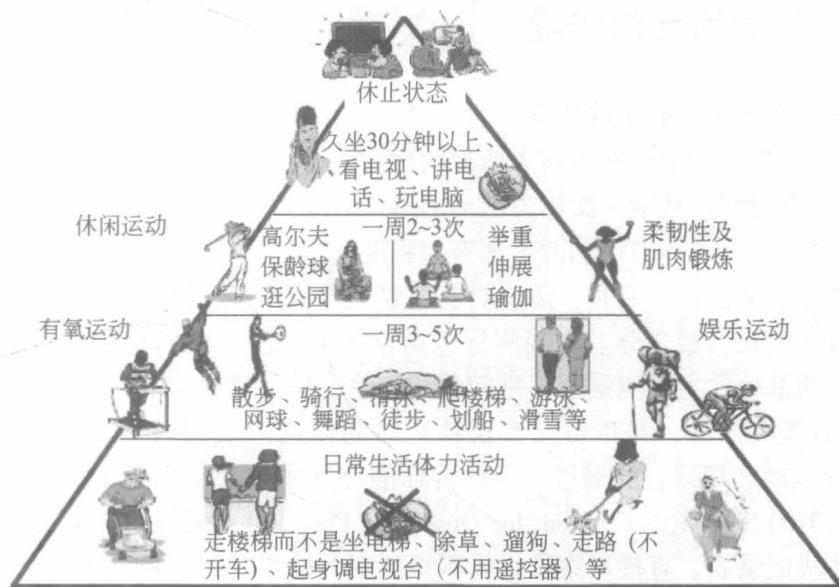 休止状态
久坐30分钟以上、
看电视、讲电
话、玩电脑
休闲运动
一周2~3次
高尔夫
保龄球
逛公园
举重
伸展
瑜伽
柔韧性及
肌肉锻炼
有氧运动
一周3~5次
娱乐运动
散步、骑行、滑冰、爬楼梯、游泳、
网球、舞蹈、徒步、划船、滑雪等
日常生活体力活动
走楼梯而不是坐电梯、除草、遛狗、走路 (不
开车)、起身调电视台（不用遥控器）等